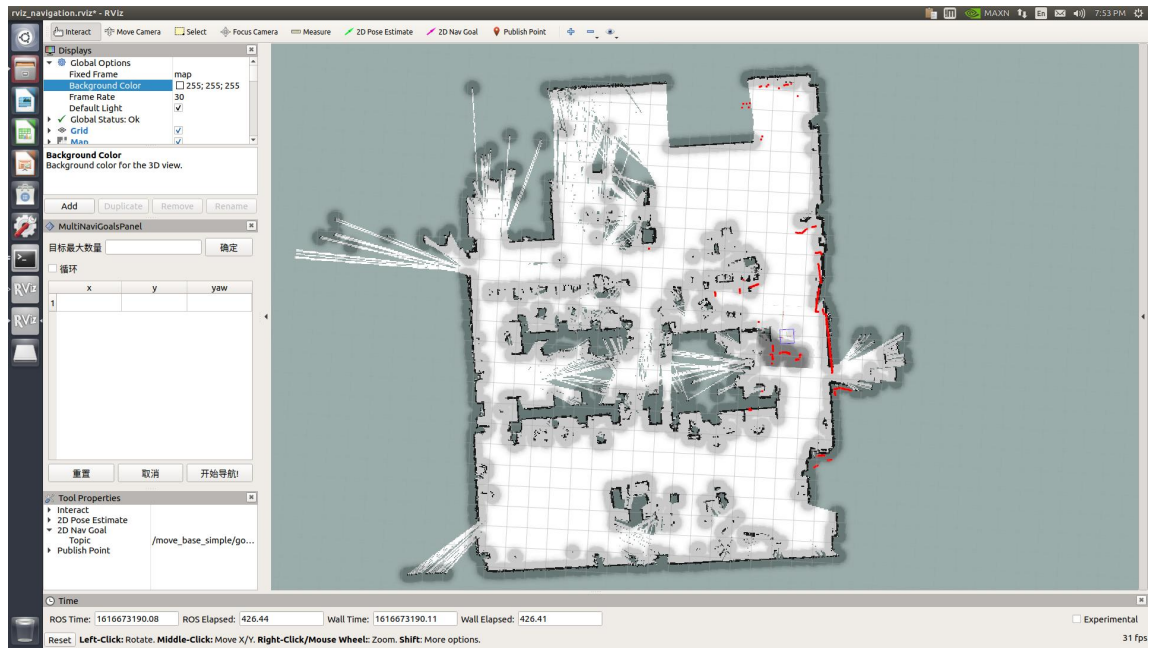 rviz_navigation.rviz* - RViz
MAXN En 7:53 PM
Interact Move Camera Select Focus Camera Measure 2D Pose Estimate 2D Nav Goal Publish Point
Displays
Global Options
Fixed Frame map
Background Color 255; 255; 255
Frame Rate 30
Default Light
Global Status: Ok
Grid
Map
Background Color
Background color for the 3D view.
Add Duplicate Remove Rename
MultiNaviGoalsPanel
目标最大数量 确定
循环
x y yaw
1
重置 取消 开始导航!
Tool Properties
Interact
2D Pose Estimate
2D Nav Goal
Topic /move_base_simple/go...
Publish Point
RViz
RViz
Time
ROS Time: 1616673190.08 ROS Elapsed: 426.44 Wall Time: 1616673190.11 Wall Elapsed: 426.41 Experimental
Reset Left-Click: Rotate. Middle-Click: Move X/Y. Right-Click/Mouse Wheel:: Zoom. Shift: More options. 31 fps